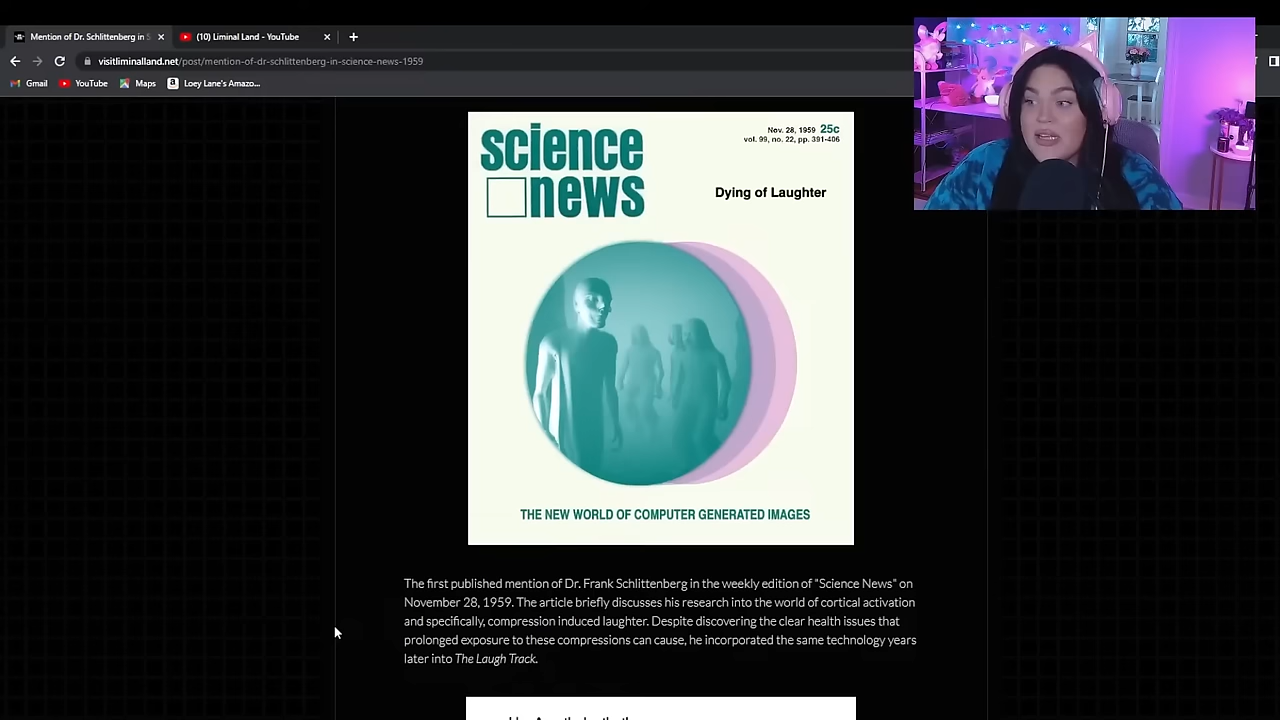 Mention of Dr. Schlittenberg in S
(10) Liminal Land - YouTube
visitliminalland.net/post/mention-of-dr-schlittenberg-in-science-news-1959
Gmail YouTube Maps Loey Lane's Amazo...
science
news
Nov. 28, 1959 25c
vol. 99, no. 22, pp. 391-406
Dying of Laughter
THE NEW WORLD OF COMPUTER GENERATED IMAGES
The first published mention of Dr. Frank Schlittenberg in the weekly edition of "Science News" on
November 28, 1959. The article briefly discusses his research into the world of cortical activation
and specifically, compression induced laughter. Despite discovering the clear health issues that
prolonged exposure to these compressions can cause, he incorporated the same technology years
later into The Laugh Track.